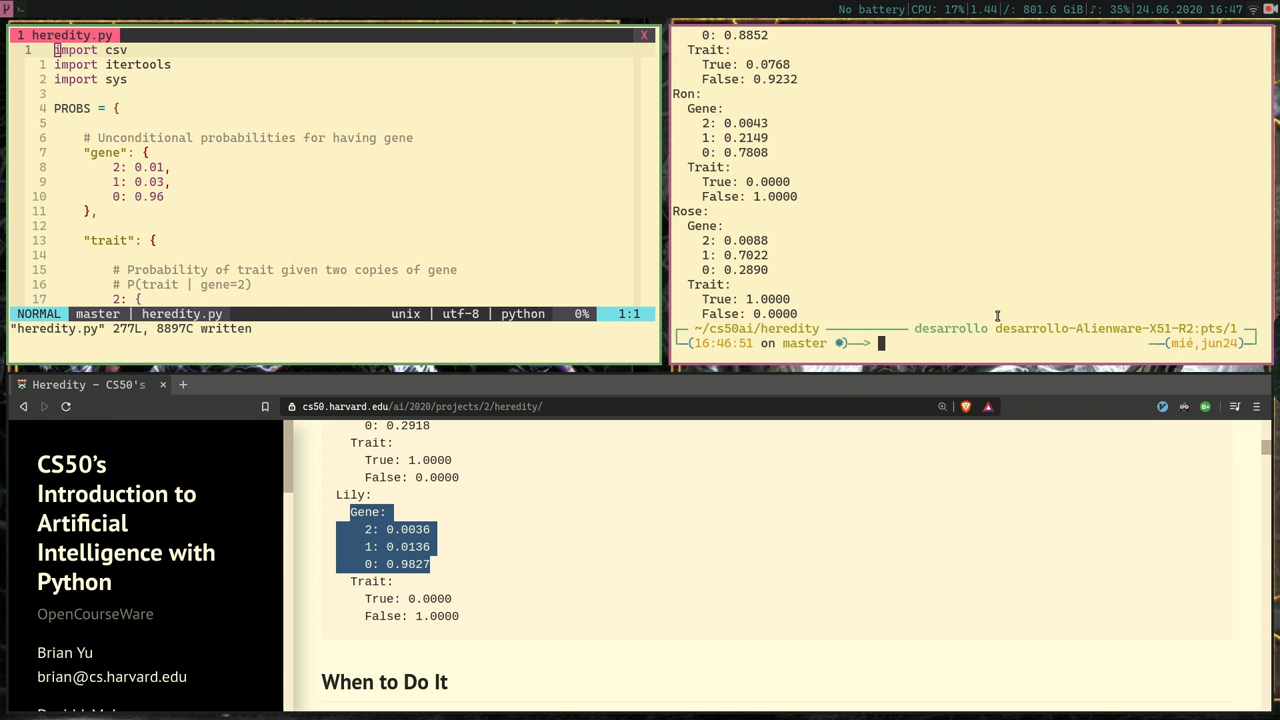 No battery|CPU: 17%|1.44|/: 801.6 GiB|♪: 35%|24.06.2020 16:47
1 heredity.py X
1 import csv
1 import itertools
2 import sys
3
4 PROBS = {
5
6 # Unconditional probabilities for having gene
7 "gene": {
8 2: 0.01,
9 1: 0.03,
10 0: 0.96
11 },
12
13 "trait": {
14
15 # Probability of trait given two copies of gene
16 # P(trait | gene=2)
17 2: {
NORMAL master | heredity.py unix | utf-8 | python 0% 1:1
"heredity.py" 277L, 8897C written
0: 0.8852
Trait:
True: 0.0768
False: 0.9232
Ron:
Gene:
2: 0.0043
1: 0.2149
0: 0.7808
Trait:
True: 0.0000
False: 1.0000
Rose:
Gene:
2: 0.0088
1: 0.7022
0: 0.2890
Trait:
True: 1.0000
False: 0.0000
~/cs50ai/heredity desarrollo desarrollo-Alienware-X51-R2:pts/1
(16:46:51 on master ✹)──> (mié,jun24)
Heredity - CS50's × +
cs50.harvard.edu/ai/2020/projects/2/heredity/
CS50’s
Introduction to
Artificial
Intelligence with
Python
OpenCourseWare
Brian Yu
brian@cs.harvard.edu
0: 0.2918
Trait:
True: 1.0000
False: 0.0000
Lily:
Gene:
2: 0.0036
1: 0.0136
0: 0.9827
Trait:
True: 0.0000
False: 1.0000
When to Do It